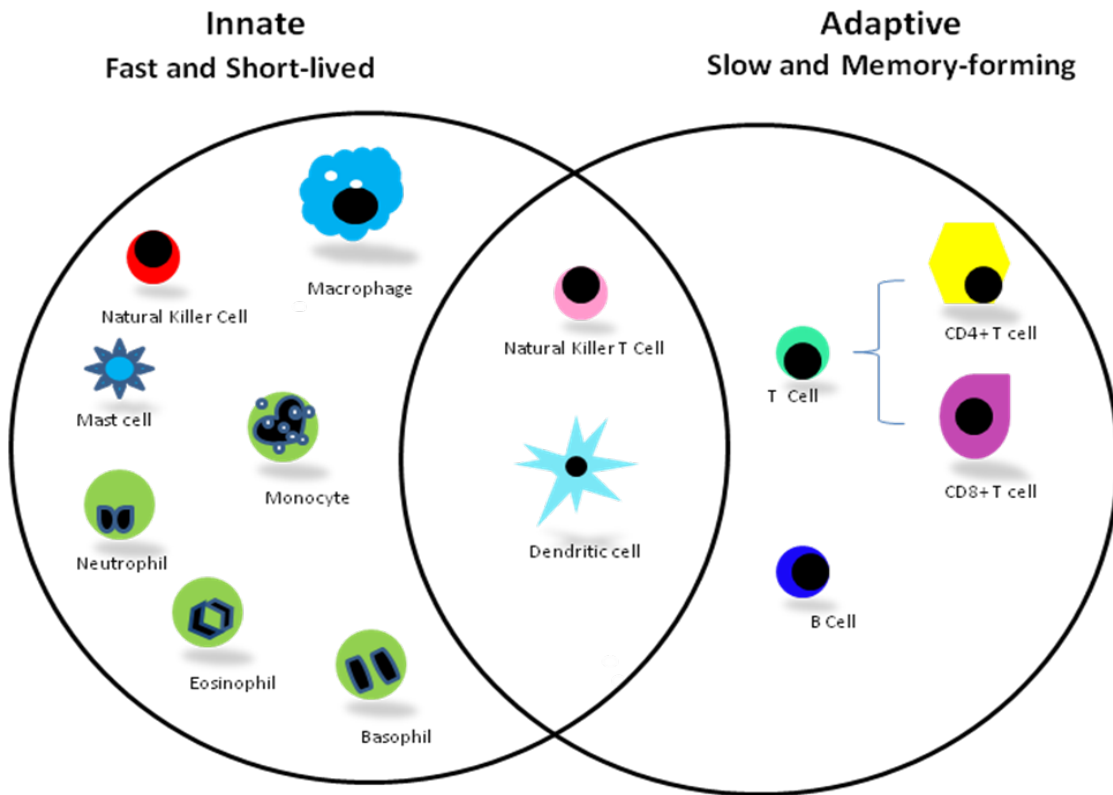 Innate
Fast and Short-lived
Adaptive
Slow and Memory-forming
Macrophage
Natural Killer Cell
Mast cell
Monocyte
Neutrophil
Eosinophil
Basophil
Natural Killer T Cell
Dendritic cell
T Cell
CD4+ T cell
CD8+ T cell
B Cell